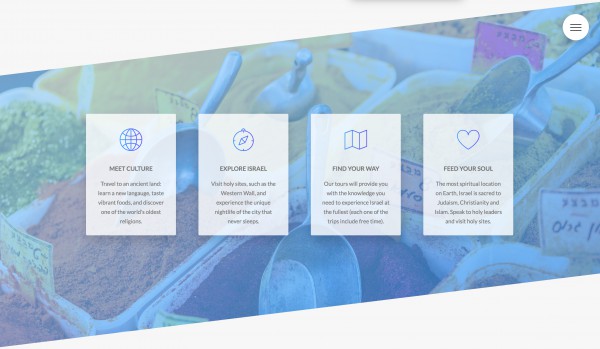 MEET CULTURE
Travel to an ancient land:
learn a new langauge, taste
vibrant foods, and discover
one of the world's oldest
religions.
EXPLORE ISRAEL
Visit holy sites, such as the
Western Wall, and
experience the unique
nightlife of the city that
never sleeps.
FIND YOUR WAY
Our tours will provide you
with the knowledge you
need to experience Israel at
the fullest (each one of the
trips include free time).
FEED YOUR SOUL
The most spiritual location
on Earth, Israel is sacred to
Judaism, Christianity and
Islam. Speak to holy leaders
and visit holy sites.